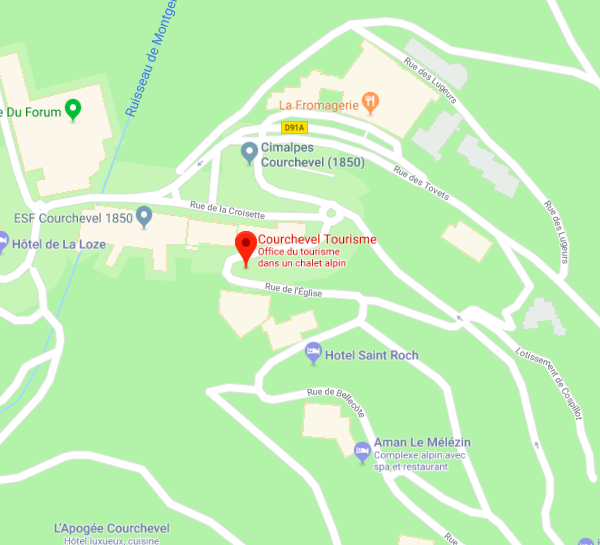 Ruisseau de Montger
Rue des Lugeurs
La Fromagerie
e Du Forum
D91A
Cimalpes
Courchevel (1850)
Rue des Tovets
Rue de la Croisette
ESF Courchevel 1850
Rue des Lugeurs
Hôtel de La Loze
Courchevel Tourisme
Office du tourisme
dans un chalet alpin
Rue de l'Église
Hotel Saint Roch
Lotissement de Cospillot
Rue de Bellecôte
Aman Le Mélézin
Complexe alpin avec
spa et restaurant
L'Apogée Courchevel
Hôtel luxueux, cuisine
Rue